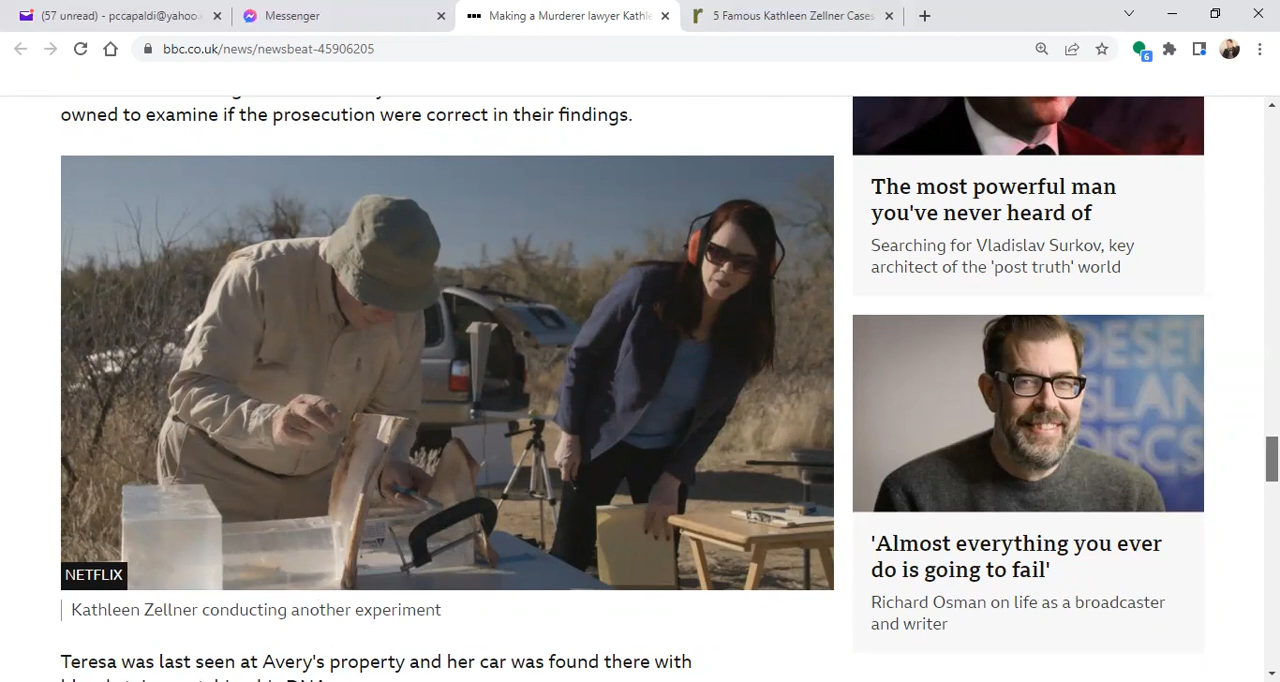 (57 unread) - pccapaldi@yahoo
Messenger
Making a Murderer lawyer Kathle
5 Famous Kathleen Zellner Cases
bbc.co.uk/news/newsbeat-45906205
6
owned to examine if the prosecution were correct in their findings.
NETFLIX
Kathleen Zellner conducting another experiment
Teresa was last seen at Avery's property and her car was found there with
The most powerful man
you've never heard of
Searching for Vladislav Surkov, key
architect of the 'post truth' world
DESER
ISLAN
DISCS
'Almost everything you ever
do is going to fail'
Richard Osman on life as a broadcaster
and writer